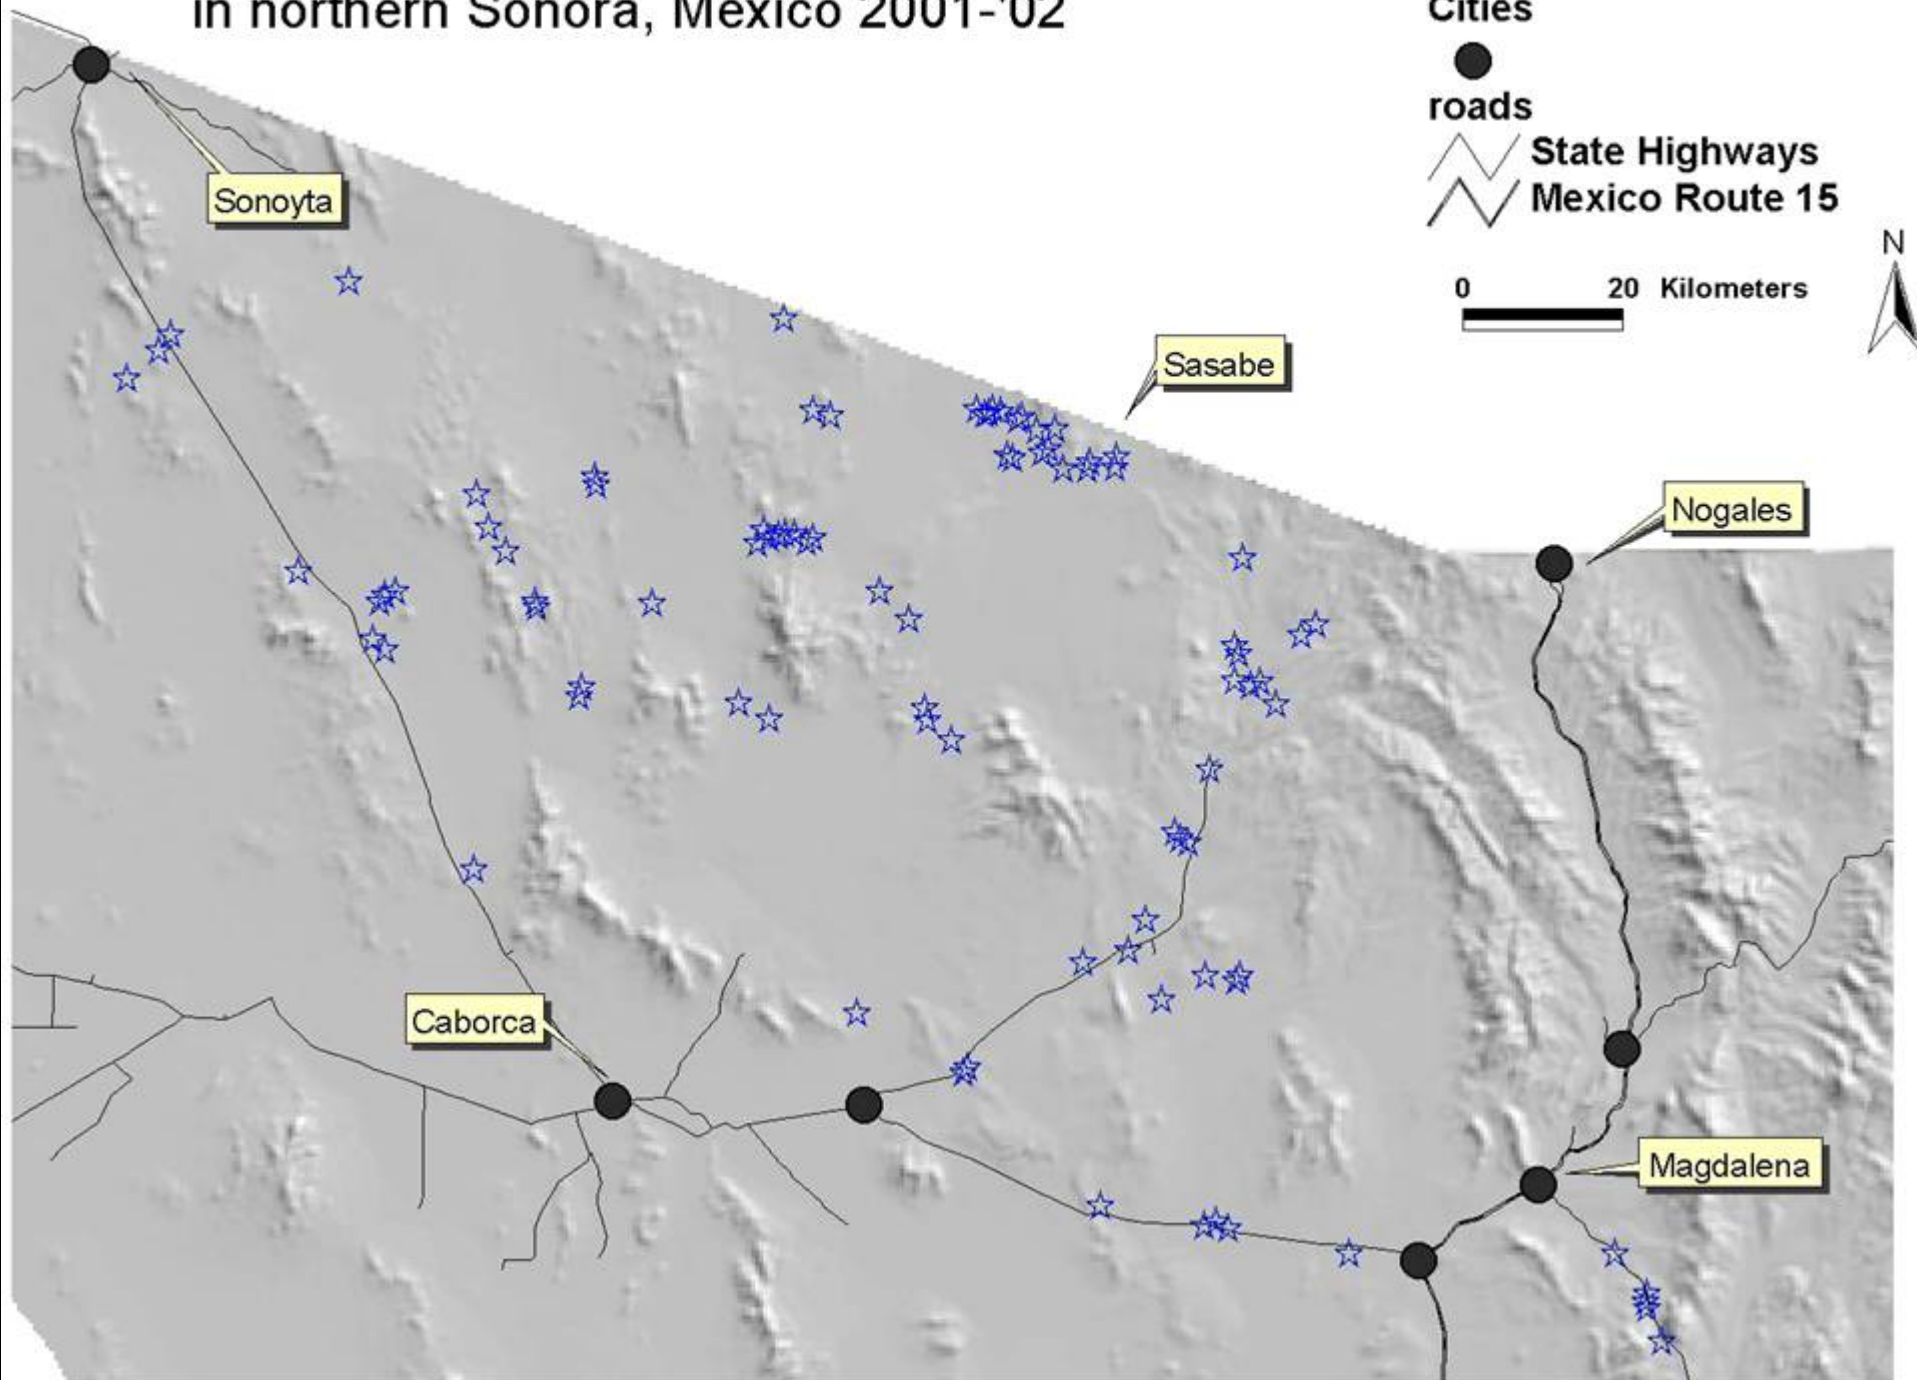 in northern Sonora, Mexico 2001-'02
Cities
roads
State Highways
Mexico Route 15
N
0 20 Kilometers
Sonoyta
Sasabe
Nogales
Caborca
Magdalena